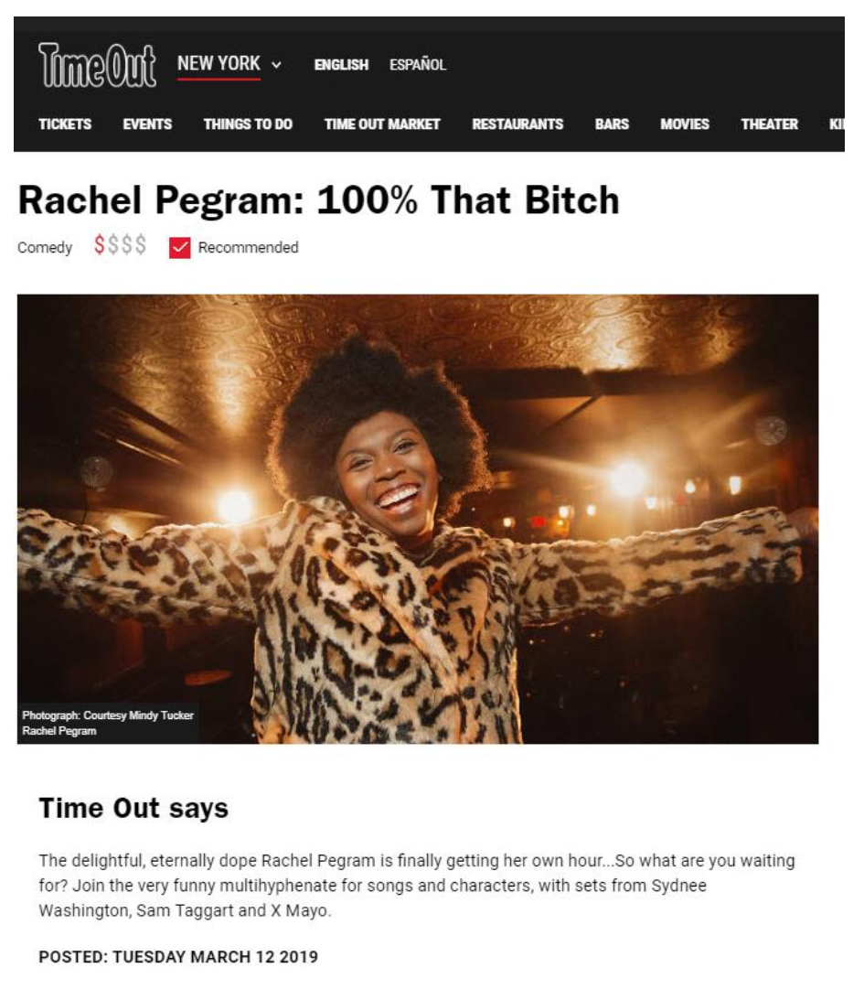 TimeOut NEW YORK ENGLISH ESPAÑOL
TICKETS EVENTS THINGS TO DO TIME OUT MARKET RESTAURANTS BARS MOVIES THEATER
Rachel Pegram: 100% That Bitch
Comedy $$$$ Recommended
Photograph: Courtesy Mindy Tucker
Rachel Pegram
Time Out says
The delightful, eternally dope Rachel Pegram is finally getting her own hour...So what are you waiting
for? Join the very funny multihyphenate for songs and characters, with sets from Sydnee
Washington, Sam Taggart and X Mayo.
POSTED: TUESDAY MARCH 12 2019